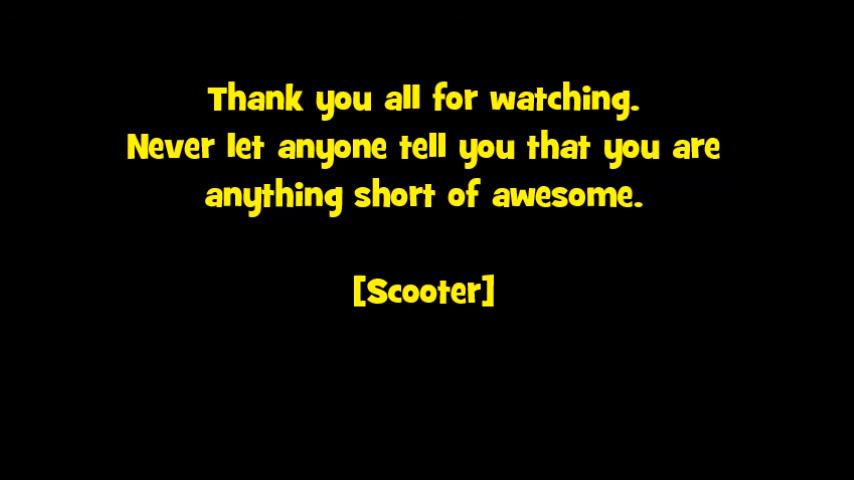 Thank you all for watching.
Never let anyone tell you that you are
anything short of awesome.
[Scooter]